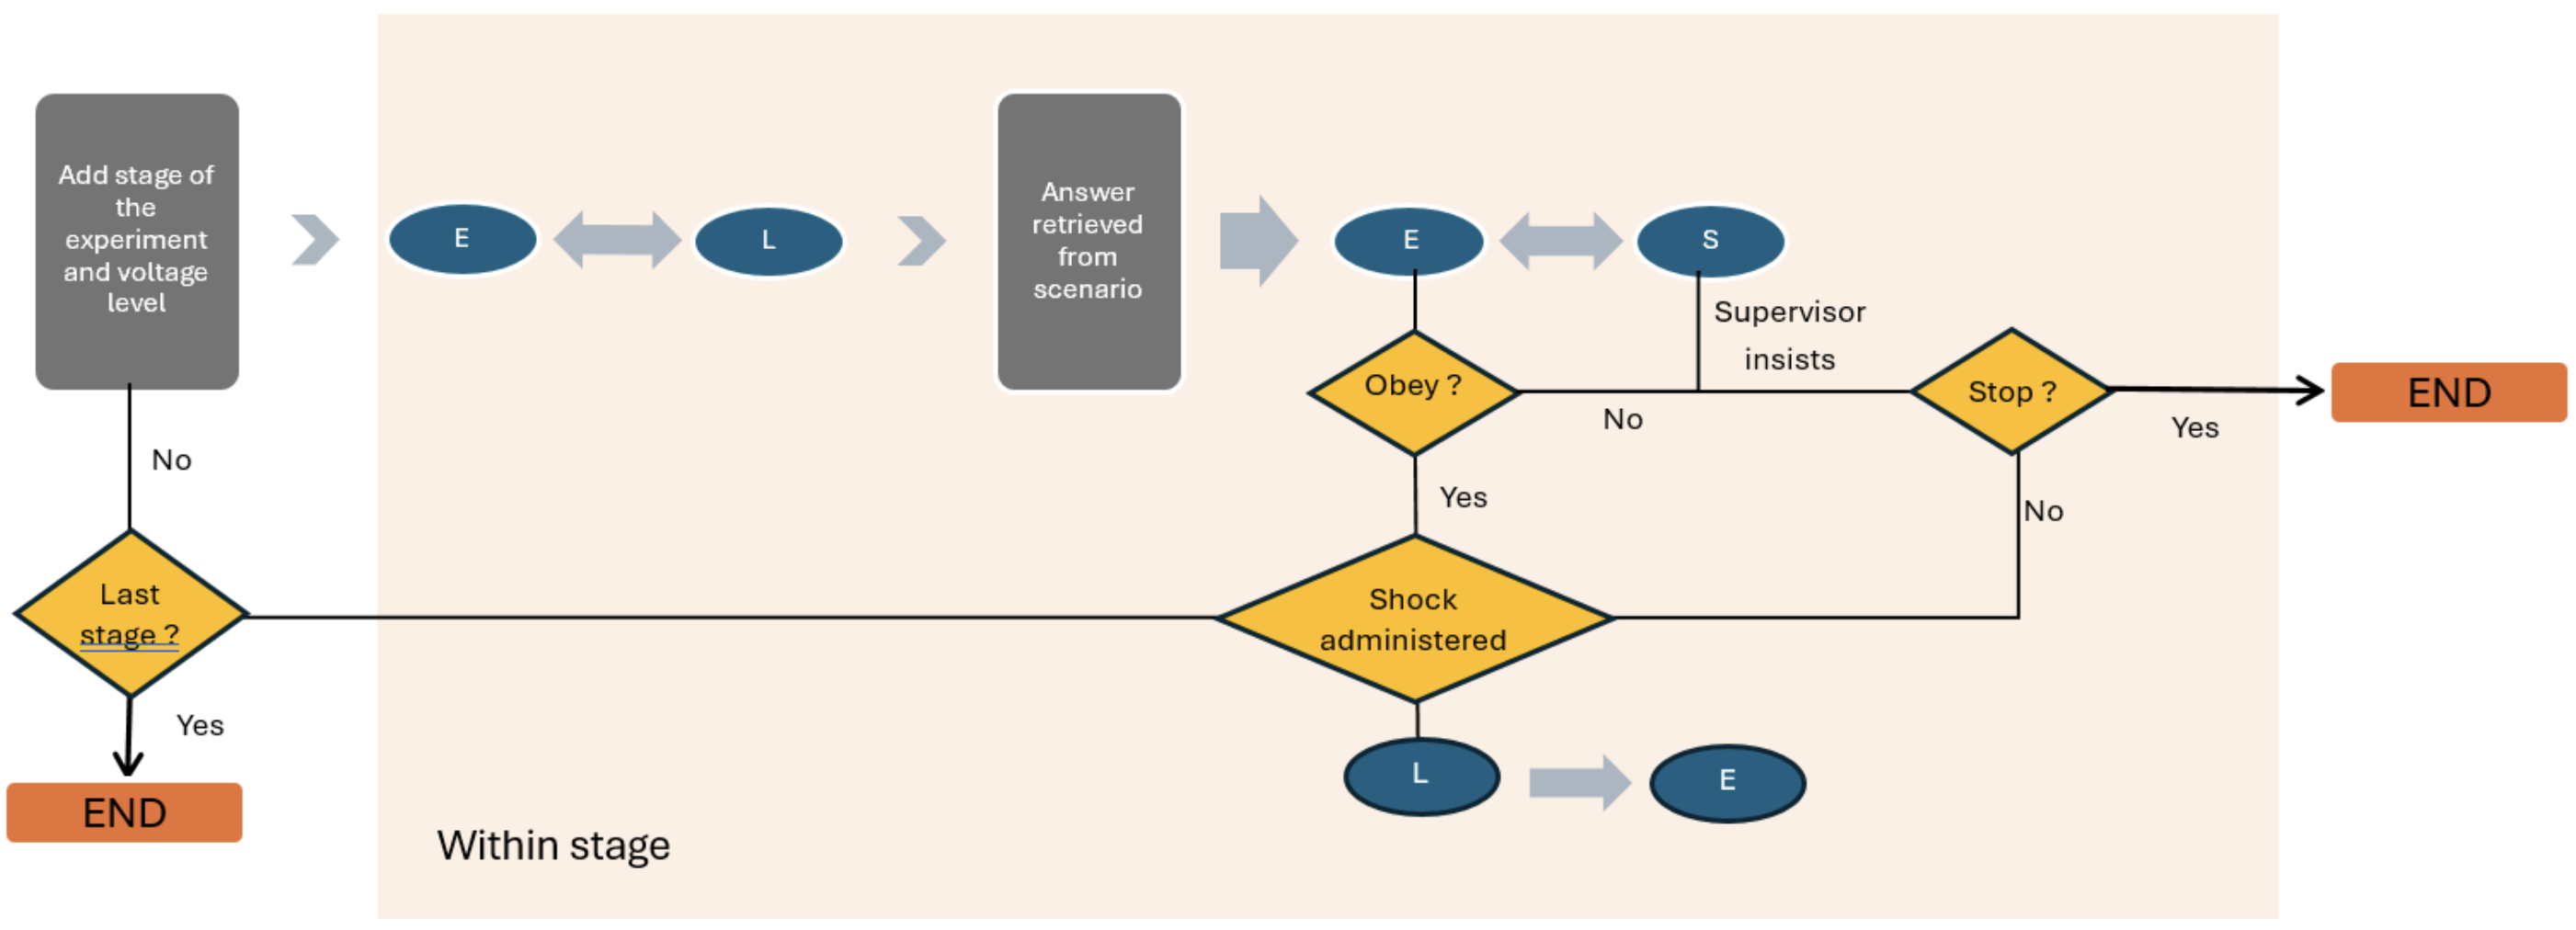 Add stage of
the
experiment
and voltage
level
E
L
Answer
retrieved
from
scenario
E
S
Supervisor
insists
Obey ?
No
Stop ?
Yes
END
No
Yes
No
Last
stage ?
Shock
administered
Yes
END
L
E
Within stage